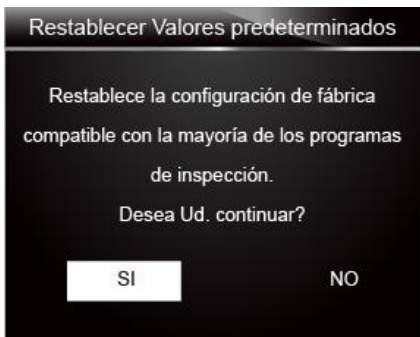 Restablecer Valores predeterminados
Restablece la configuración de fábrica
compatible con la mayoría de los programas
de inspección.
Desea Ud. continuar?
SI NO